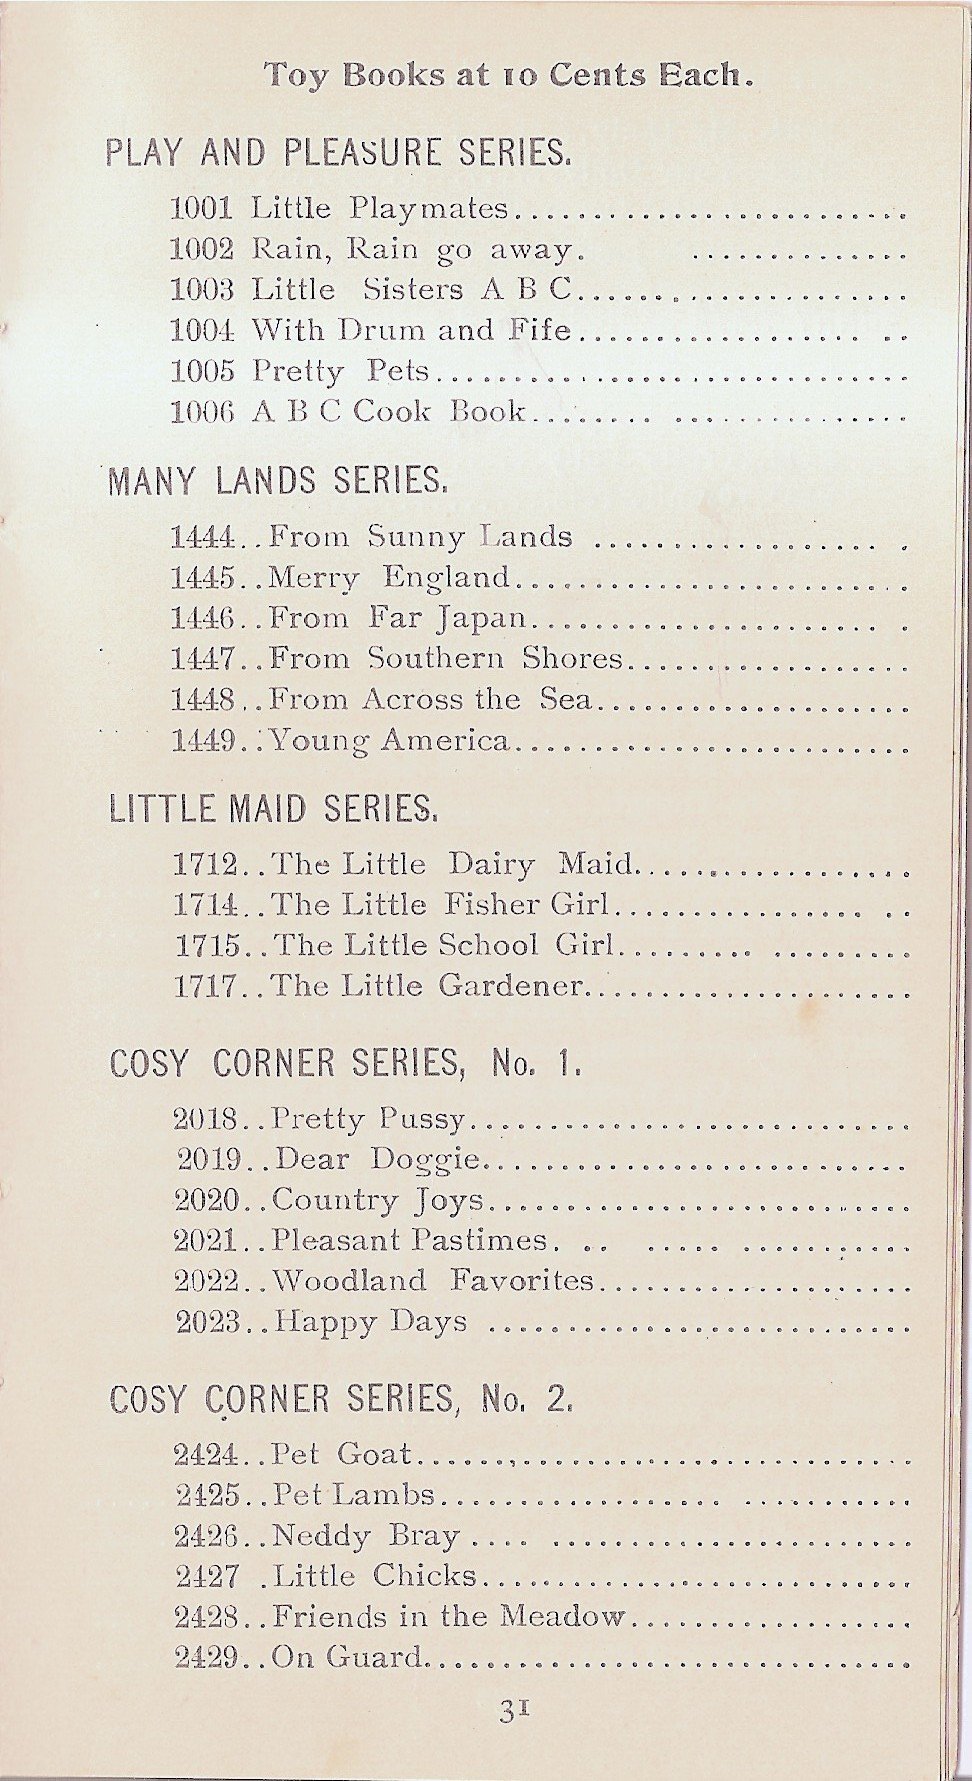 Toy Books at 10 Cents Each.
PLAY AND PLEASURE SERIES.
1001 Little Playmates.........................
1002 Rain, Rain go away. ..............
1003 Little Sisters A B C.....................
1004 With Drum and Fife.................. ..
1005 Pretty Pets..............................
1006 A B C Cook Book........ ...............
MANY LANDS SERIES.
1444..From Sunny Lands .................. .
1445..Merry England.........................
1446..From Far Japan...................... .
1447..From Southern Shores..................
1448..From Across the Sea....................
1449..Young America.........................
LITTLE MAID SERIES.
1712..The Little Dairy Maid..................
1714..The Little Fisher Girl................ ..
1715..The Little School Girl......... .........
1717..The Little Gardener.....................
COSY CORNER SERIES, No. 1.
2018..Pretty Pussy............................
2019..Dear Doggie...........................
2020..Country Joys...........................
2021..Pleasant Pastimes. .. ..... ...........
2022..Woodland Favorites....................
2023..Happy Days ...........................
COSY CORNER SERIES, No. 2.
2424..Pet Goat...............................
2425..Pet Lambs.................. ...........
2426..Neddy Bray .... .......................
2427 .Little Chicks...........................
2428..Friends in the Meadow..................
2429..On Guard...............................
31